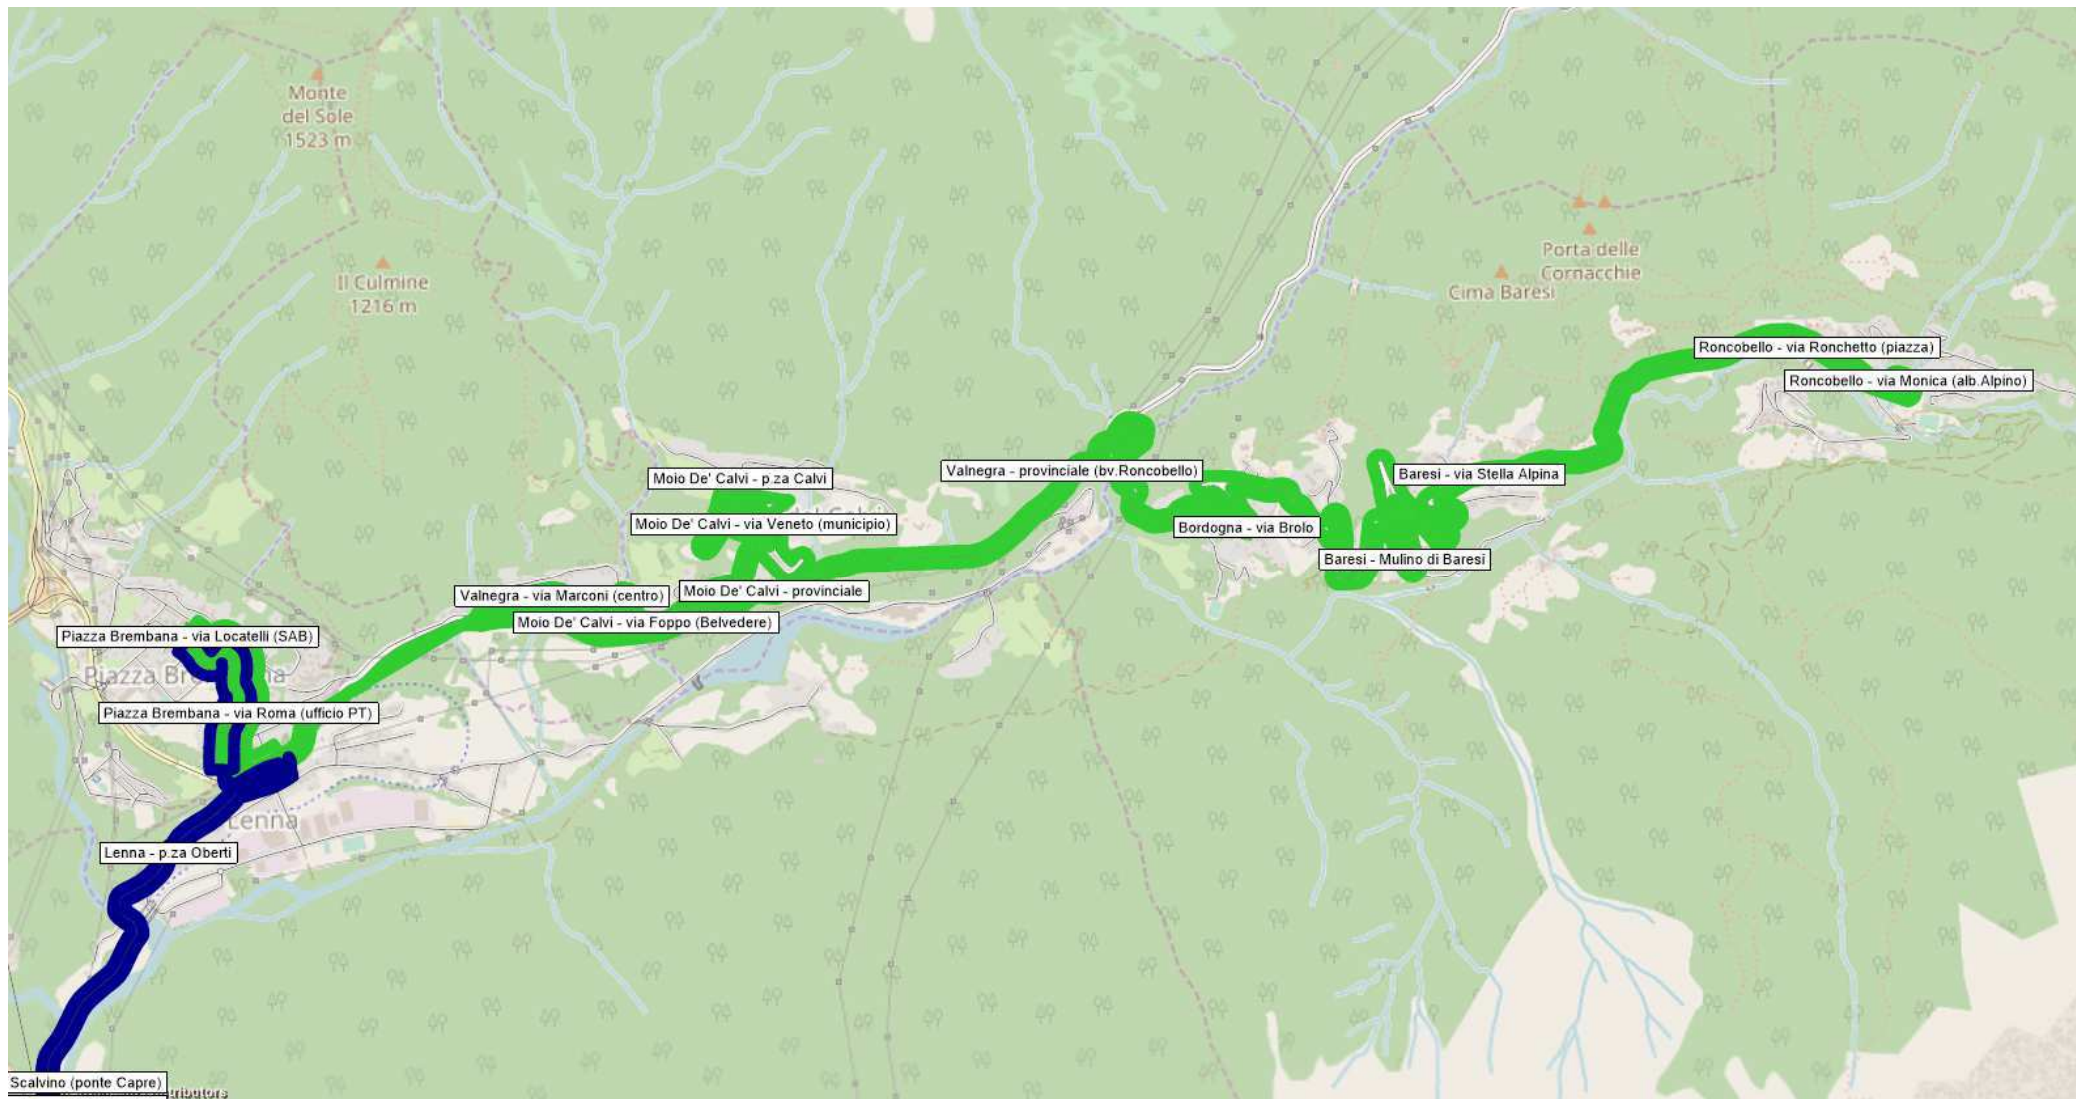 Monte
del Sole
1523 m
Il Culmine
1216 m
Porta delle
Cornacchie
Cima Baresi
Roncobello - via Ronchetto (piazza)
Roncobello - via Monica (alb.Alpino)
Valnegra - provinciale (bv.Roncobello)
Baresi - via Stella Alpina
Moio De' Calvi - p.za Calvi
Moio De' Calvi - via Veneto (municipio)
Bordogna - via Brolo
Baresi - Mulino di Baresi
Moio De' Calvi - provinciale
Valnegra - via Marconi (centro)
Moio De' Calvi - via Foppo (Belvedere)
Piazza Brembana - via Locatelli (SAB)
Piazza Brembana - via Roma (ufficio PT)
Lenna
Lenna - p.za Oberti
Scalvino (ponte Capre)